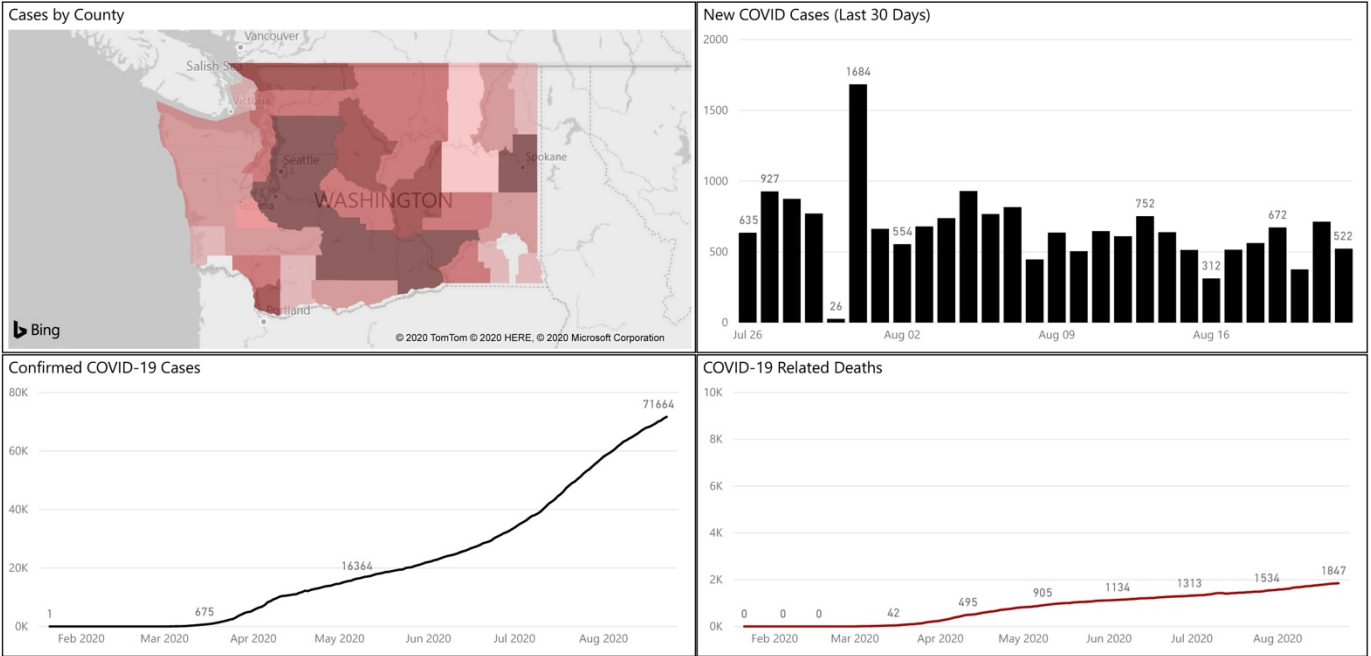 Cases by County
Vancouver
Salish Sea
Victoria
Seattle
Spokane
Tacoma
WASHINGTON
Portland
Bing
© 2020 TomTom © 2020 HERE, © 2020 Microsoft Corporation
New COVID Cases (Last 30 Days)
2000
1684
1500
1000
927
752
672
635
554
522
500
312
26
0
Jul 26
Aug 02
Aug 09
Aug 16
Confirmed COVID-19 Cases
80K
71664
60K
40K
20K
16364
1
675
0K
Feb 2020
Mar 2020
Apr 2020
May 2020
Jun 2020
Jul 2020
Aug 2020
COVID-19 Related Deaths
10K
8K
6K
4K
2K
0
0
0
42
495
905
1134
1313
1534
1847
0K
Feb 2020
Mar 2020
Apr 2020
May 2020
Jun 2020
Jul 2020
Aug 2020